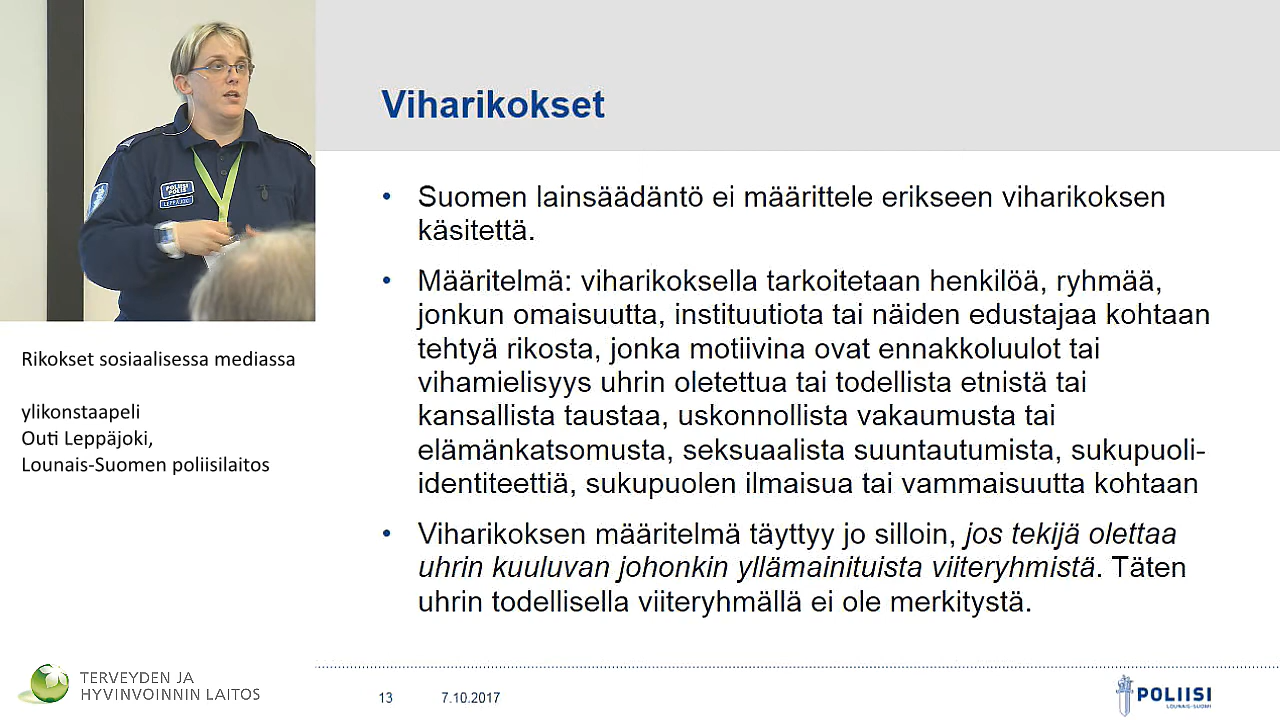 Viharikokset
• Suomen lainsäädäntö ei määrittele erikseen viharikoksen
käsitettä.
• Määritelmä: viharikoksella tarkoitetaan henkilöä, ryhmää,
jonkun omaisuutta, instituutiota tai näiden edustajaa kohtaan
tehtyä rikosta, jonka motiivina ovat ennakkoluulot tai
vihamielisyys uhrin oletettua tai todellista etnistä tai
kansallista taustaa, uskonnollista vakaumusta tai
elämänkatsomusta, seksuaalista suuntautumista, sukupuoli-
identiteettiä, sukupuolen ilmaisua tai vammaisuutta kohtaan
• Viharikoksen määritelmä täyttyy jo silloin, jos tekijä olettaa
uhrin kuuluvan johonkin yllämainituista viiteryhmistä. Täten
uhrin todellisella viiteryhmällä ei ole merkitystä.
POLIISI
POLIS
LEPPÄJOKI
Rikokset sosiaalisessa mediassa
ylikonstaapeli
Outi Leppäjoki,
Lounais-Suomen poliisilaitos
TERVEYDEN JA
HYVINVOINNIN LAITOS
13
7.10.2017
POLIISI
LOUNAIS-SUOMI